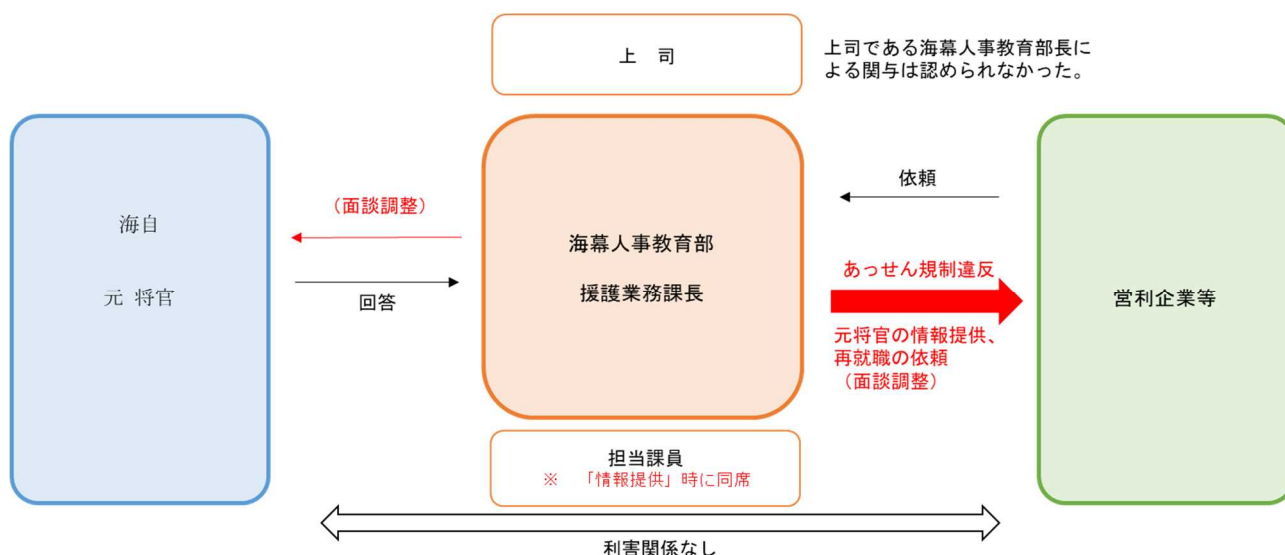 上　司
上司である海幕人事教育部長に
よる関与は認められなかった。
海自
元 将官
（面談調整）
回答
海幕人事教育部
援護業務課長
依頼
あっせん規制違反
元将官の情報提供、
再就職の依頼
（面談調整）
営利企業等
担当課員
※　「情報提供」時に同席
利害関係なし